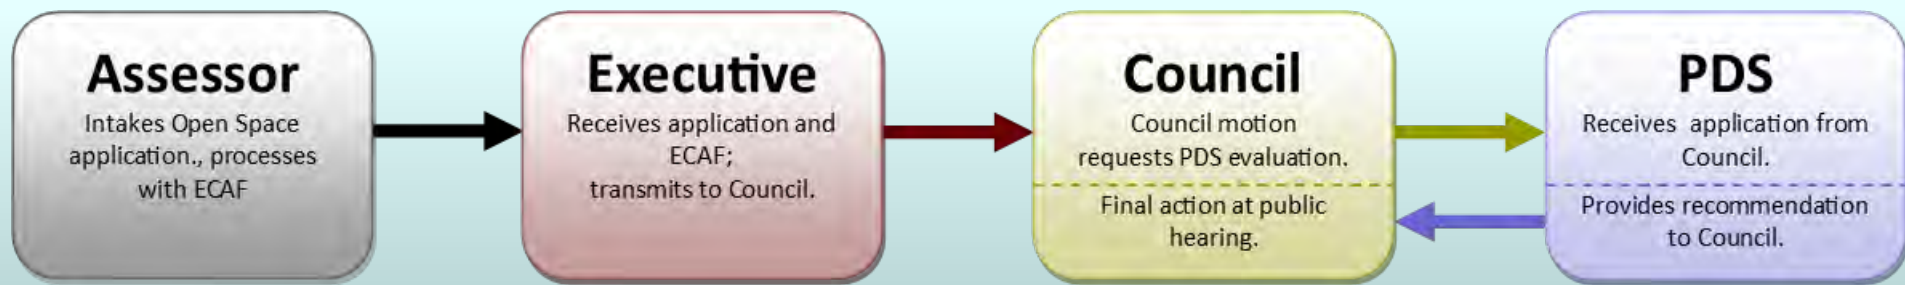 Assessor
Intakes Open Space
application., processes
with ECAF
Executive
Receives application and
ECAF;
transmits to Council.
Council
Council motion
requests PDS evaluation.
Final action at public
hearing.
PDS
Receives  application from
Council.
Provides recommendation
to Council.